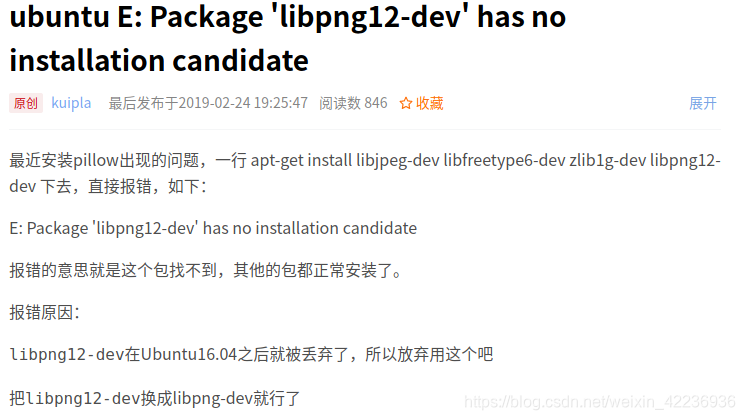 ubuntu E: Package 'libpng12-dev' has no
installation candidate
原创 kuipla 最后发布于2019-02-24 19:25:47 阅读数 846 ☆ 收藏 展开
最近安装pillow出现的问题，一行 apt-get install libjpeg-dev libfreetype6-dev zlib1g-dev libpng12-
dev 下去，直接报错，如下：
E: Package 'libpng12-dev' has no installation candidate
报错的意思就是这个包找不到，其他的包都正常安装了。
报错原因：
libpng12-dev在Ubuntu16.04之后就被丢弃了，所以放弃用这个吧
把libpng12-dev换成libpng-dev就行了
https://blog.csdn.net/weixin_42236936